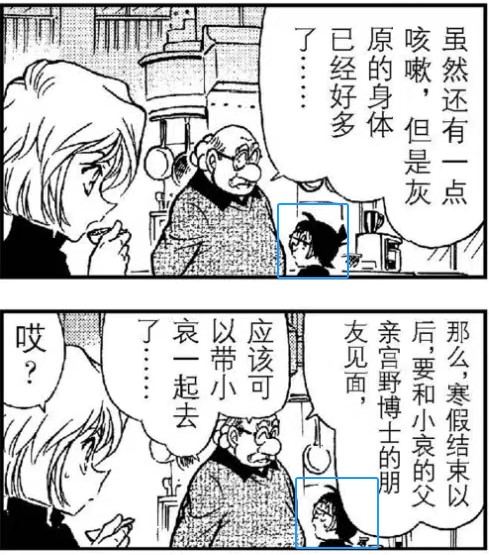 虽然还有一点
咳嗽，但是灰
原的身体
已经好多
了……
那么，寒假结束以
后，要和小哀的父
亲宫野博士的朋
友见面，
应该可
以带小
哀一起去
了……
哎？